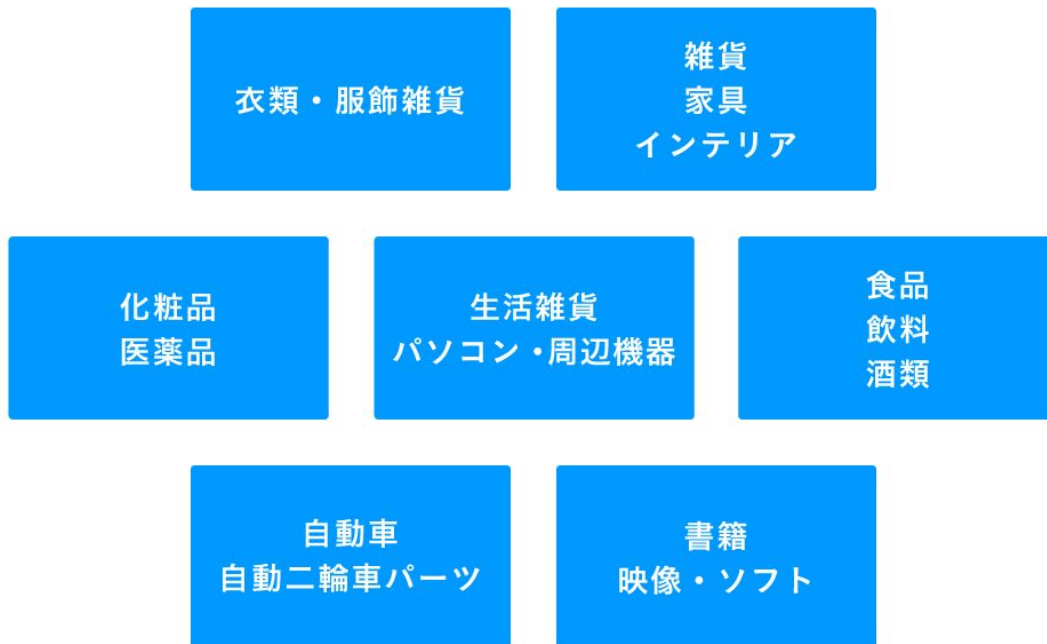 衣類・服飾雑貨
雑貨
家具
インテリア
化粧品
医薬品
生活雑貨
パソコン・周辺機器
食品
飲料
酒類
自動車
自動二輪車パーツ
書籍
映像・ソフト